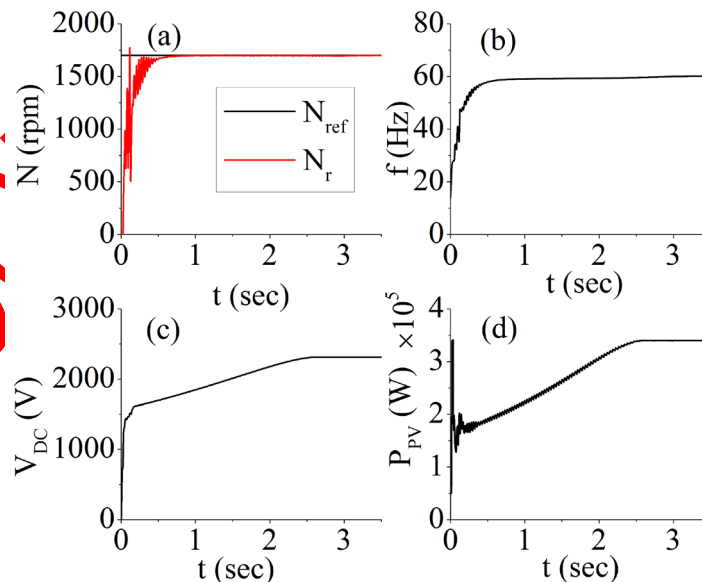 (a)
N (rpm)
2000
1500
1000
500
0
N_ref
N_r
0 1 2 3
t (sec)
(b)
f (Hz)
80
60
40
20
0
0 1 2 3
t (sec)
(c)
V_DC (V)
3000
2000
1000
0
0 1 2 3
t (sec)
(d)
P_PV (W) ×10^5
4
3
2
1
0
0 1 2 3
t (sec)